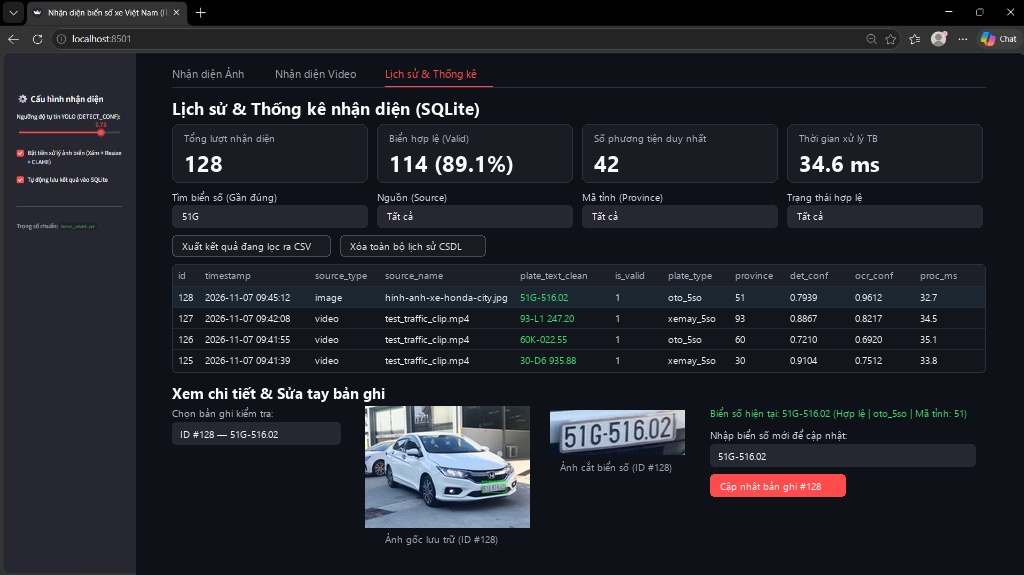 Nhận diện biển số xe Việt Nam (IT
localhost:8501
Chat
Cấu hình nhận diện
Ngưỡng độ tự tin YOLO (DETECT_CONF):
0.75
Bật tiền xử lý ảnh biển (Xám + Resize
+ CLAHE)
Tự động lưu kết quả vào SQLite
Trọng số chuẩn:
Nhận diện Ảnh Nhận diện Video Lịch sử & Thống kê
Lịch sử & Thống kê nhận diện (SQLite)
Tổng lượt nhận diện Biển hợp lệ (Valid) Số phương tiện duy nhất Thời gian xử lý TB
128 114 (89.1%) 42 34.6 ms
Tìm biển số (Gần đúng) Nguồn (Source) Mã tỉnh (Province) Trạng thái hợp lệ
51G Tất cả Tất cả Tất cả
Xuất kết quả đang lọc ra CSV Xóa toàn bộ lịch sử CSDL
id timestamp source_type source_name plate_text_clean is_valid plate_type province det_conf ocr_conf proc_ms
128 2026-11-07 09:45:12 image hinh-anh-xe-honda-city.jpg 51G-516.02 1 oto_5so 51 0.7939 0.9612 32.7
127 2026-11-07 09:42:08 video test_traffic_clip.mp4 93-L1 247.20 1 xemay_5so 93 0.8867 0.8217 34.5
126 2026-11-07 09:41:55 video test_traffic_clip.mp4 60K-022.55 1 oto_5so 60 0.7210 0.6920 35.1
125 2026-11-07 09:41:39 video test_traffic_clip.mp4 30-D6 935.88 1 xemay_5so 30 0.9104 0.7512 33.8
Xem chi tiết & Sửa tay bản ghi
Chọn bản ghi kiểm tra:
ID #128 — 51G-516.02
Ảnh gốc lưu trữ (ID #128)
51G-516.02
Ảnh cắt biển số (ID #128)
Biển số hiện tại: 51G-516.02 (Hợp lệ | oto_5so | Mã tỉnh: 51)
Nhập biển số mới để cập nhật:
51G-516.02
Cập nhật bản ghi #128